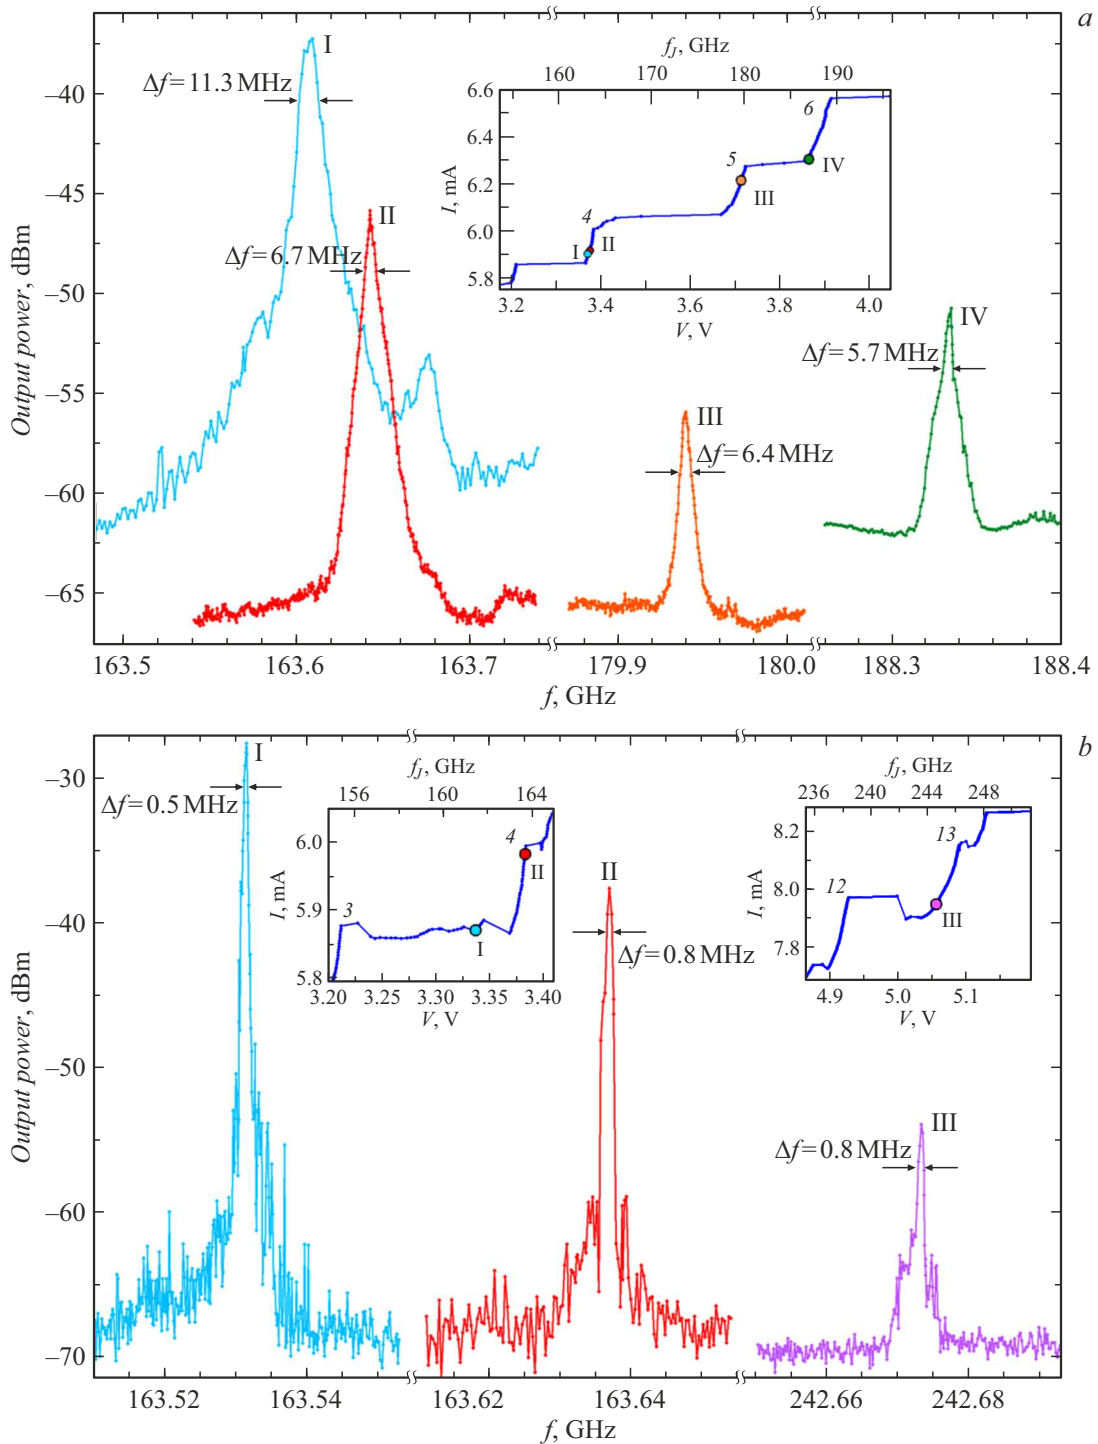 a
I
Δf = 11.3 MHz
II
Δf = 6.7 MHz
III
Δf = 6.4 MHz
IV
Δf = 5.7 MHz
–40
–45
–50
–55
–60
–65
Output power, dBm
163.5 163.6 163.7 179.9 180.0 188.3 188.4
f, GHz
f_J, GHz
160 170 180 190
6.6
6.4
6.2
6.0
5.8
I, mA
4
5
6
I
II
III
IV
3.2 3.4 3.6 3.8 4.0
V, V
b
I
Δf = 0.5 MHz
II
Δf = 0.8 MHz
III
Δf = 0.8 MHz
–30
–40
–50
–60
–70
Output power, dBm
163.52 163.54 163.62 163.64 242.66 242.68
f, GHz
f_J, GHz
156 160 164
6.0
5.9
5.8
I, mA
3
4
I
II
3.20 3.25 3.30 3.35 3.40
V, V
f_J, GHz
236 240 244 248
8.2
8.0
7.8
I, mA
12
13
III
4.9 5.0 5.1
V, V